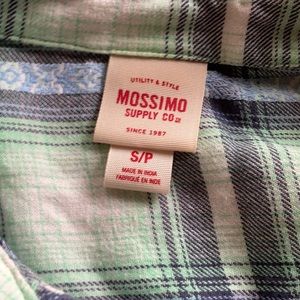 UTILITY & STYLE
MOSSIMO
SUPPLY CO.
SINCE 1987
S/P
MADE IN INDIA
FABRIQUÉ EN INDE